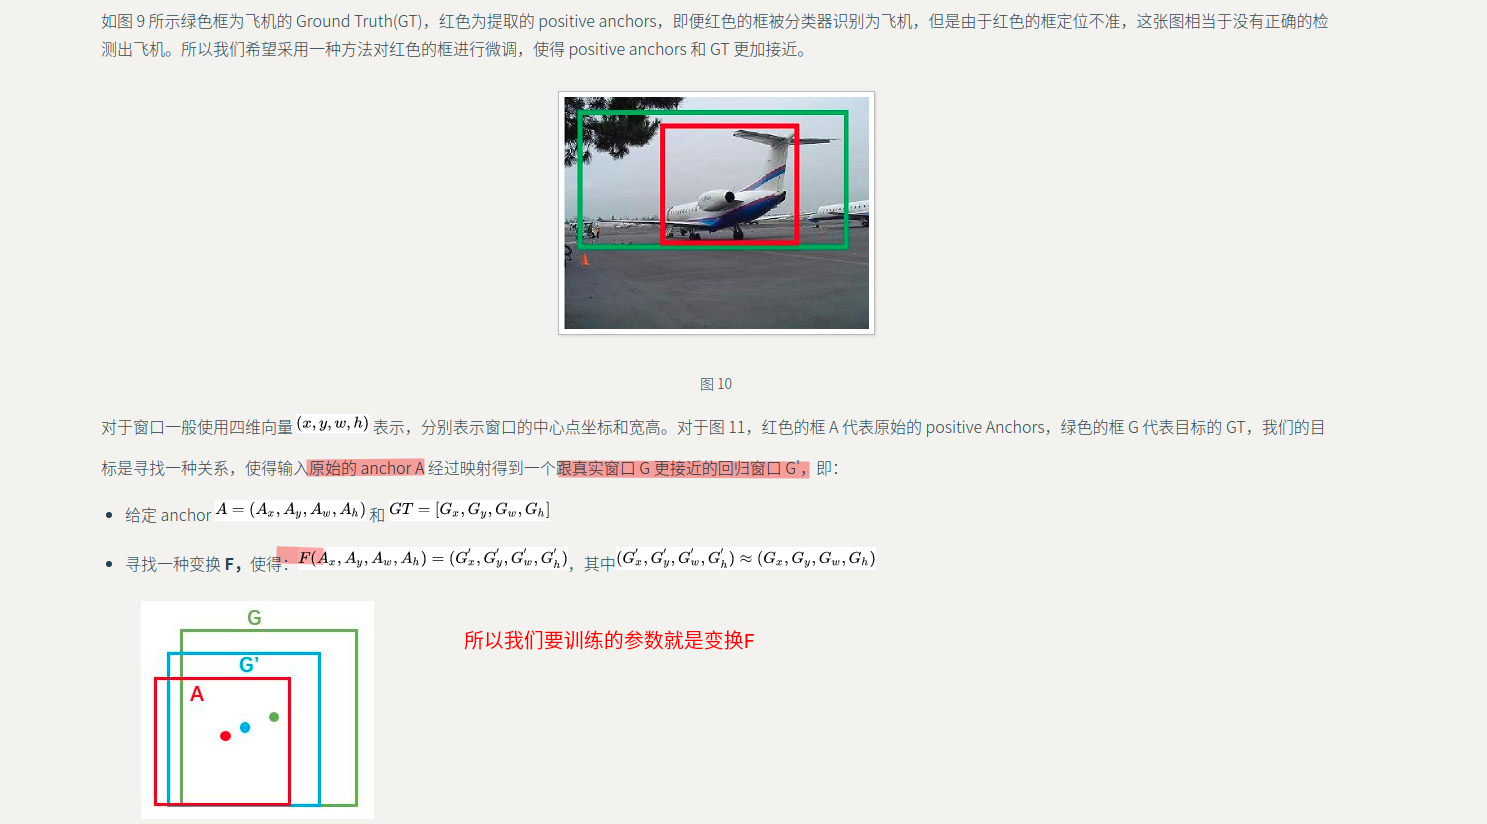 如图 9 所示绿色框为飞机的 Ground Truth(GT)，红色为提取的 positive anchors，即便红色的框被分类器识别为飞机，但是由于红色的框定位不准，这张图相当于没有正确的检
测出飞机。所以我们希望采用一种方法对红色的框进行微调，使得 positive anchors 和 GT 更加接近。
图 10
对于窗口一般使用四维向量 (x, y, w, h) 表示，分别表示窗口的中心点坐标和宽高。对于图 11，红色的框 A 代表原始的 positive Anchors，绿色的框 G 代表目标的 GT，我们的目
标是寻找一种关系，使得输入原始的 anchor A 经过映射得到一个跟真实窗口 G 更接近的回归窗口 G'，即：
给定 anchor A = (A_x, A_y, A_w, A_h) 和 GT = [G_x, G_y, G_w, G_h]
寻找一种变换 F，使得：F(A_x, A_y, A_w, A_h) = (G'_x, G'_y, G'_w, G'_h)，其中(G'_x, G'_y, G'_w, G'_h) ≈ (G_x, G_y, G_w, G_h)
G
G’
A
所以我们要训练的参数就是变换F